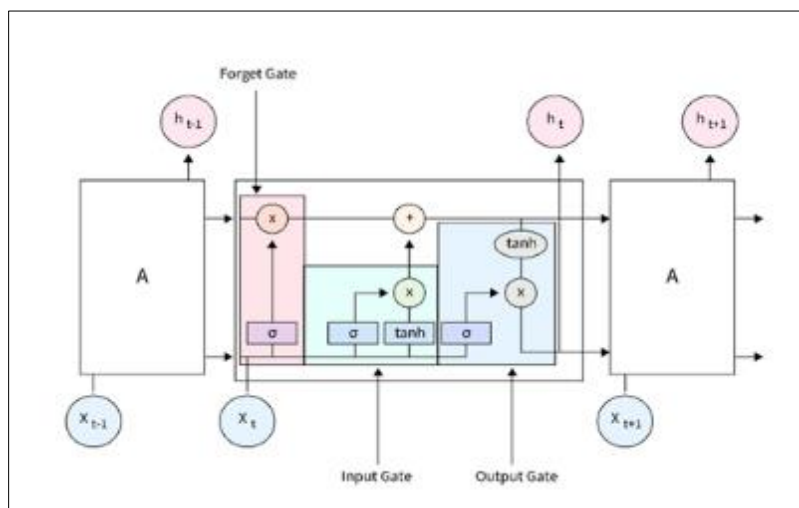 Forget Gate
h t-1
h t
h t+1
A
x
+
tanh
A
x
x
σ
σ
tanh
σ
X t-1
X t
X t+1
Input Gate
Output Gate